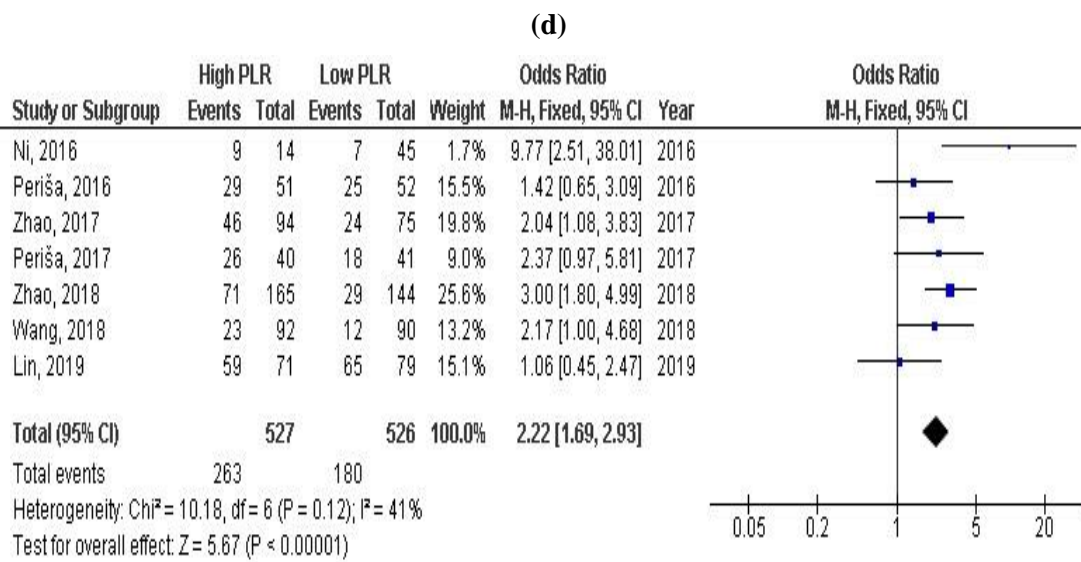 (d)
High PLR Low PLR Odds Ratio Odds Ratio
Study or Subgroup Events Total Events Total Weight M-H, Fixed, 95% CI Year M-H, Fixed, 95% CI
Ni, 2016 9 14 7 45 1.7% 9.77 [2.51, 38.01] 2016
Periša, 2016 29 51 25 52 15.5% 1.42 [0.65, 3.09] 2016
Zhao, 2017 46 94 24 75 19.8% 2.04 [1.08, 3.83] 2017
Periša, 2017 26 40 18 41 9.0% 2.37 [0.97, 5.81] 2017
Zhao, 2018 71 165 29 144 25.6% 3.00 [1.80, 4.99] 2018
Wang, 2018 23 92 12 90 13.2% 2.17 [1.00, 4.68] 2018
Lin, 2019 59 71 65 79 15.1% 1.06 [0.45, 2.47] 2019
Total (95% CI) 527 526 100.0% 2.22 [1.69, 2.93]
Total events 263 180
Heterogeneity: Chi² = 10.18, df = 6 (P = 0.12); I² = 41%
Test for overall effect: Z = 5.67 (P < 0.00001)
0.05 0.2 1 5 20